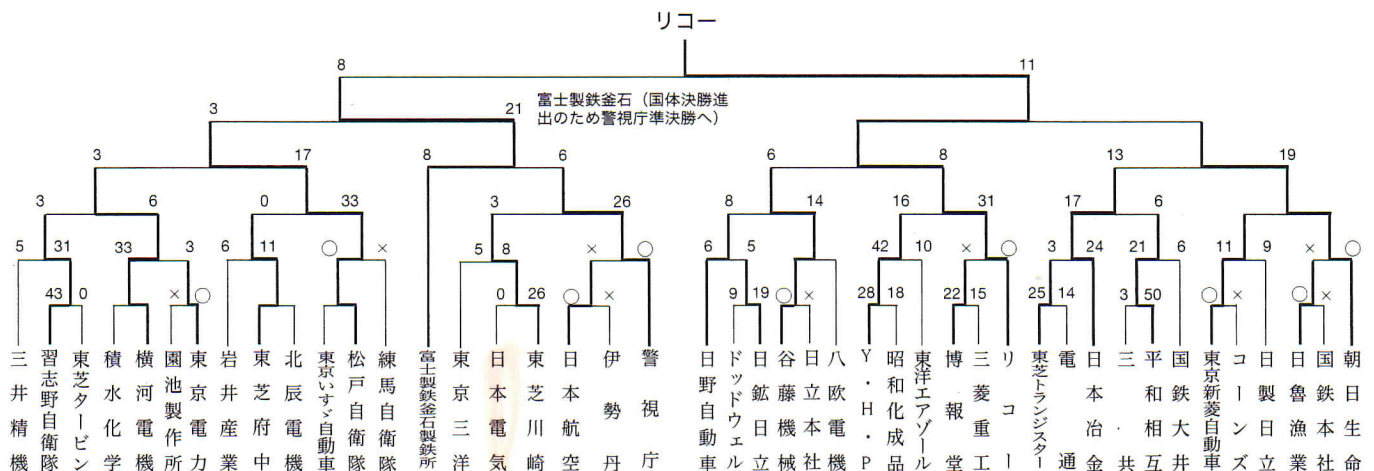 リコー
8 11
富士製鉄釜石（国体決勝進
出のため警視庁準決勝へ）
3 21
3 17 8 6 6 8 13 19
3 6 0 33 3 26 8 14 16 31 17 6
5 31 33 3 6 11 ○ × 5 8 × ○ 6 5 42 10 × ○ 3 24 21 6 11 9 × ○
43 0 × ○ 0 26 ○ × 9 19 ○ × 28 18 22 15 25 14 3 50 ○ × ○ ×
三井精機
習志野自衛隊
東芝タービン
積水化学
横河電機
園池製作所
東京電力
岩井産業
東芝府中
北辰電機
東京いすゞ自動車
松戸自衛隊
練馬自衛隊
富士製鉄釜石製鉄所
東京三洋
日本電気
東芝川崎
日本航空
伊勢丹
警視庁
日野自動車
ドッドウェル
日鉱日立
谷藤機械
日立本社
八欧電機
Y・H・P
昭和化成品
東洋エアゾール
博報堂
三菱重工
リコー
東芝トランジスター
電通
日本冶金
三共
平和相互
国鉄大井
東京新菱自動車
コーンズ
日製日立
日魯漁業
国鉄本社
朝日生命